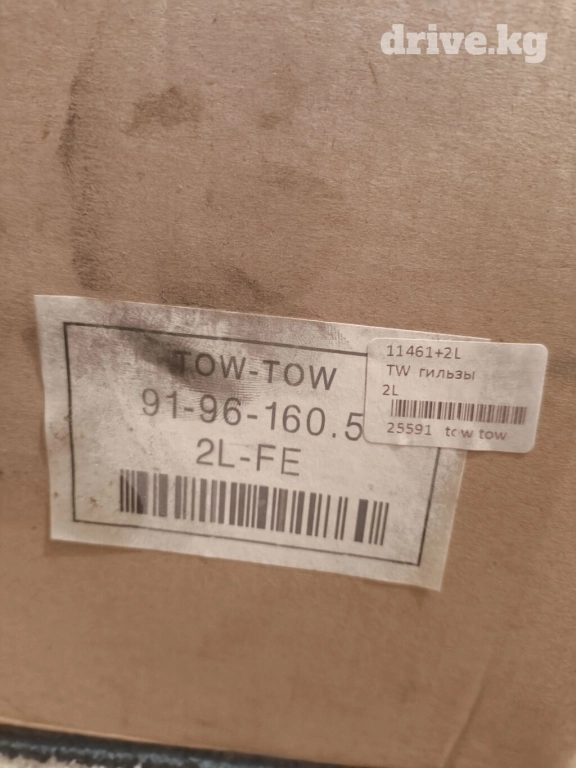 drive.kg
TOW-TOW
91-96-160.5
2L-FE
11461+2L
TW гильзы
2L
25591 tow tow